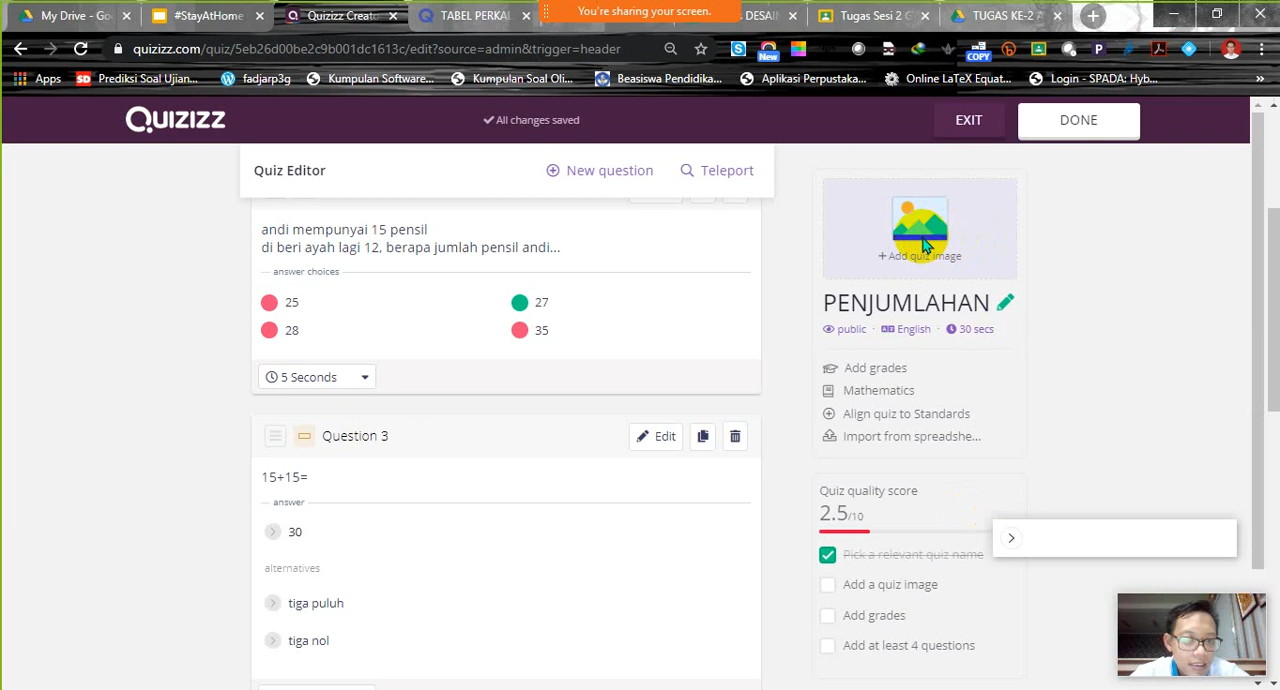 My Drive - Go
#StayAtHome
Quizizz Create
TABEL PERKAL
You're sharing your screen.
DESAIN
Tugas Sesi 2 G
TUGAS KE-2 A
quizizz.com/quiz/5eb26d00be2c9b001dc1613c/edit?source=admin&trigger=header
New
COPY
Apps
Prediksi Soal Ujian...
fadjarp3g
Kumpulan Software...
Kumpulan Soal Oli...
Beasiswa Pendidika...
Aplikasi Perpustaka...
Online LaTeX Equat...
Login - SPADA: Hyb...
Quizizz
All changes saved
EXIT
DONE
Quiz Editor
New question
Teleport
andi mempunyai 15 pensil
di beri ayah lagi 12, berapa jumlah pensil andi...
answer choices
25
27
28
35
5 Seconds
Question 3
Edit
15+15=
answer
30
alternatives
tiga puluh
tiga nol
+ Add quiz image
PENJUMLAHAN
public · English · 30 secs
Add grades
Mathematics
Align quiz to Standards
Import from spreadshe...
Quiz quality score
2.5/10
Pick a relevant quiz name
Add a quiz image
Add grades
Add at least 4 questions